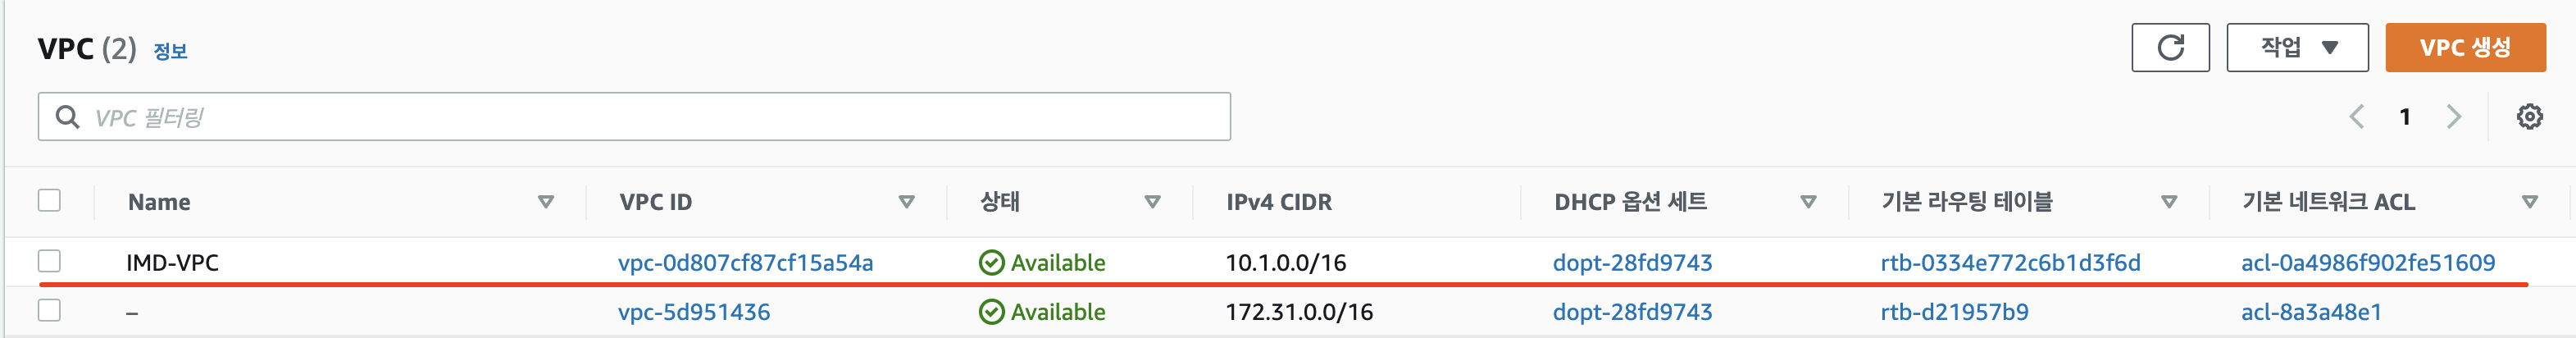 VPC (2) 정보
작업 VPC 생성
VPC 필터링
1
Name VPC ID 상태 IPv4 CIDR DHCP 옵션 세트 기본 라우팅 테이블 기본 네트워크 ACL
IMD-VPC vpc-0d807cf87cf15a54a Available 10.1.0.0/16 dopt-28fd9743 rtb-0334e772c6b1d3f6d acl-0a4986f902fe51609
– vpc-5d951436 Available 172.31.0.0/16 dopt-28fd9743 rtb-d21957b9 acl-8a3a48e1